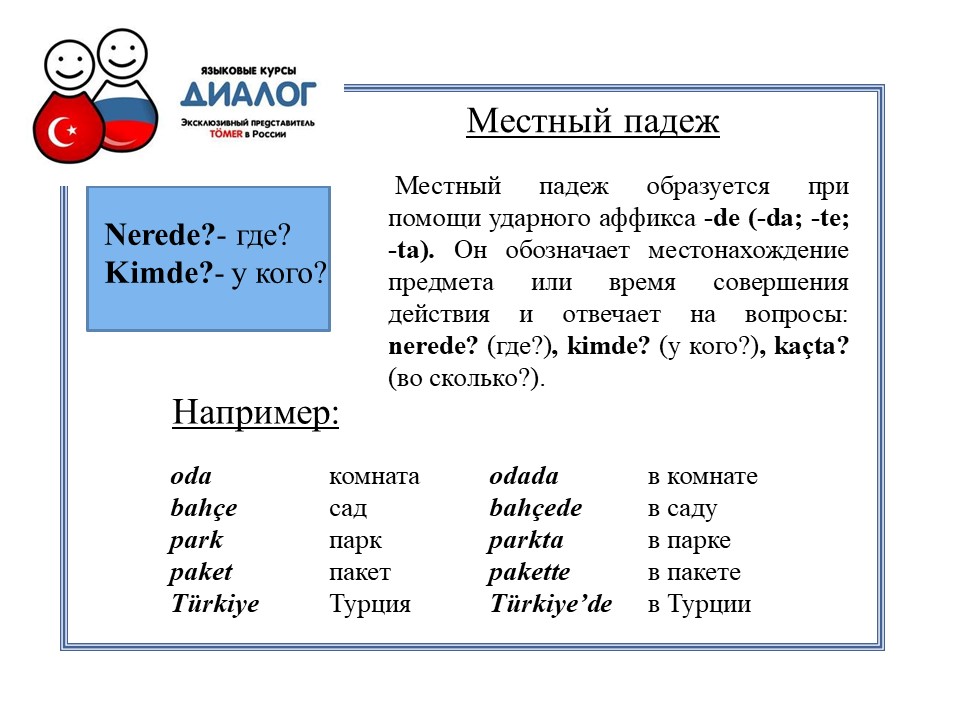 ЯЗЫКОВЫЕ КУРСЫ
ДИАЛОГ
Эксклюзивный представитель
TÖMER в России
Местный падеж
Nerede?- где?
Kimde?- у кого?
Местный падеж образуется при
помощи ударного аффикса -de (-da; -te;
-ta). Он обозначает местонахождение
предмета или время совершения
действия и отвечает на вопросы:
nerede? (где?), kimde? (у кого?), kaçta?
(во сколько?).
Например:
oda комната odada в комнате
bahçe сад bahçede в саду
park парк parkta в парке
paket пакет pakette в пакете
Türkiye Турция Türkiye’de в Турции